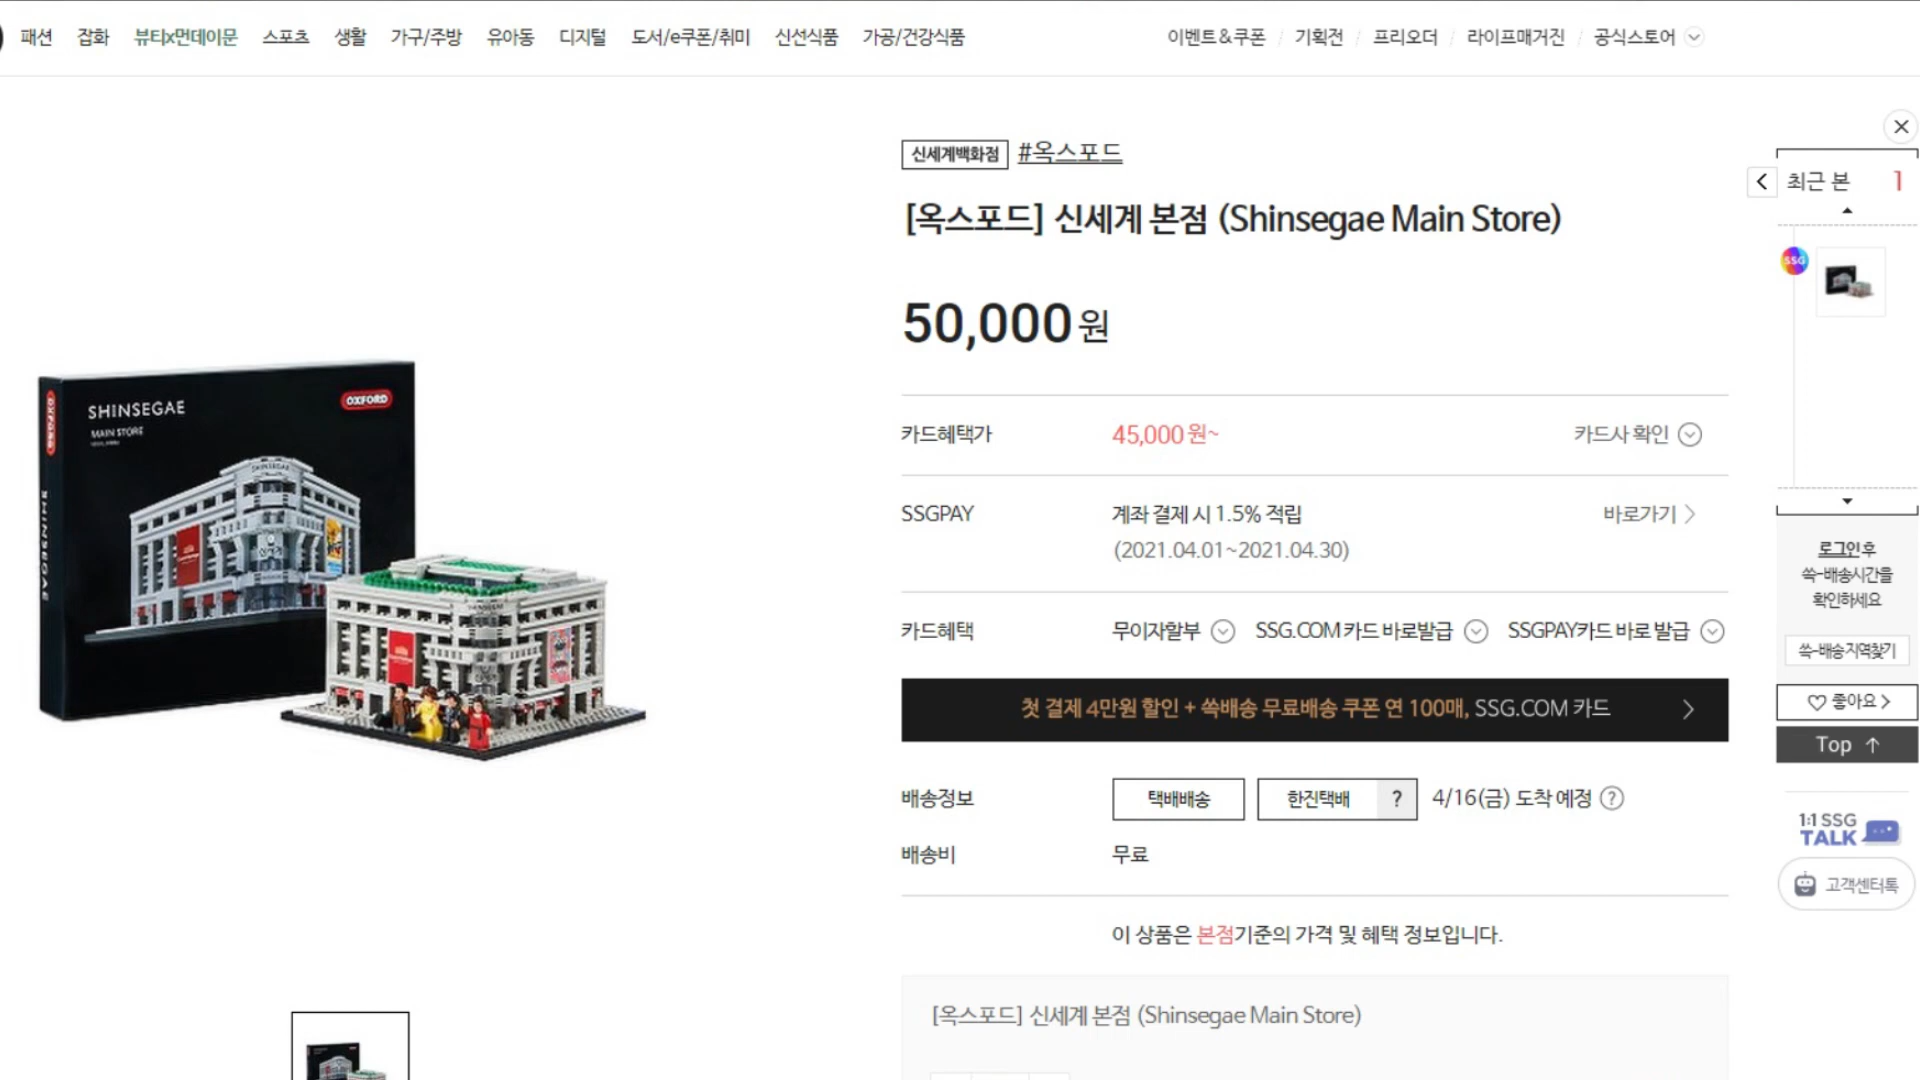 패션 잡화 뷰티x먼데이문 스포츠 생활 가구/주방 유아동 디지털 도서/e쿠폰/취미 신선식품 가공/건강식품 이벤트&쿠폰 기획전 프리오더 라이프매거진 공식스토어
신세계백화점 #옥스포드
[옥스포드] 신세계 본점 (Shinsegae Main Store)
50,000원
카드혜택가 45,000원~ 카드사 확인
SSGPAY 계좌 결제 시 1.5% 적립 바로가기
(2021.04.01~2021.04.30)
카드혜택 무이자할부 SSG.COM카드 바로발급 SSGPAY카드 바로 발급
첫 결제 4만원 할인 + 쓱배송 무료배송 쿠폰 연 100매, SSG.COM 카드
배송정보 택배배송 한진택배 ? 4/16(금) 도착 예정 ?
배송비 무료
이 상품은 본점기준의 가격 및 혜택 정보입니다.
[옥스포드] 신세계 본점 (Shinsegae Main Store)
SHINSEGAE
MAIN STORE
OXFORD
OXFORD
SHINSEGAE
SHINSEGAE
신세계
SHINSEGAE
최근 본 1
SSG
로그인 후
쓱-배송시간을
확인하세요
쓱-배송지역찾기
좋아요
Top
1:1 SSG
TALK
고객센터톡